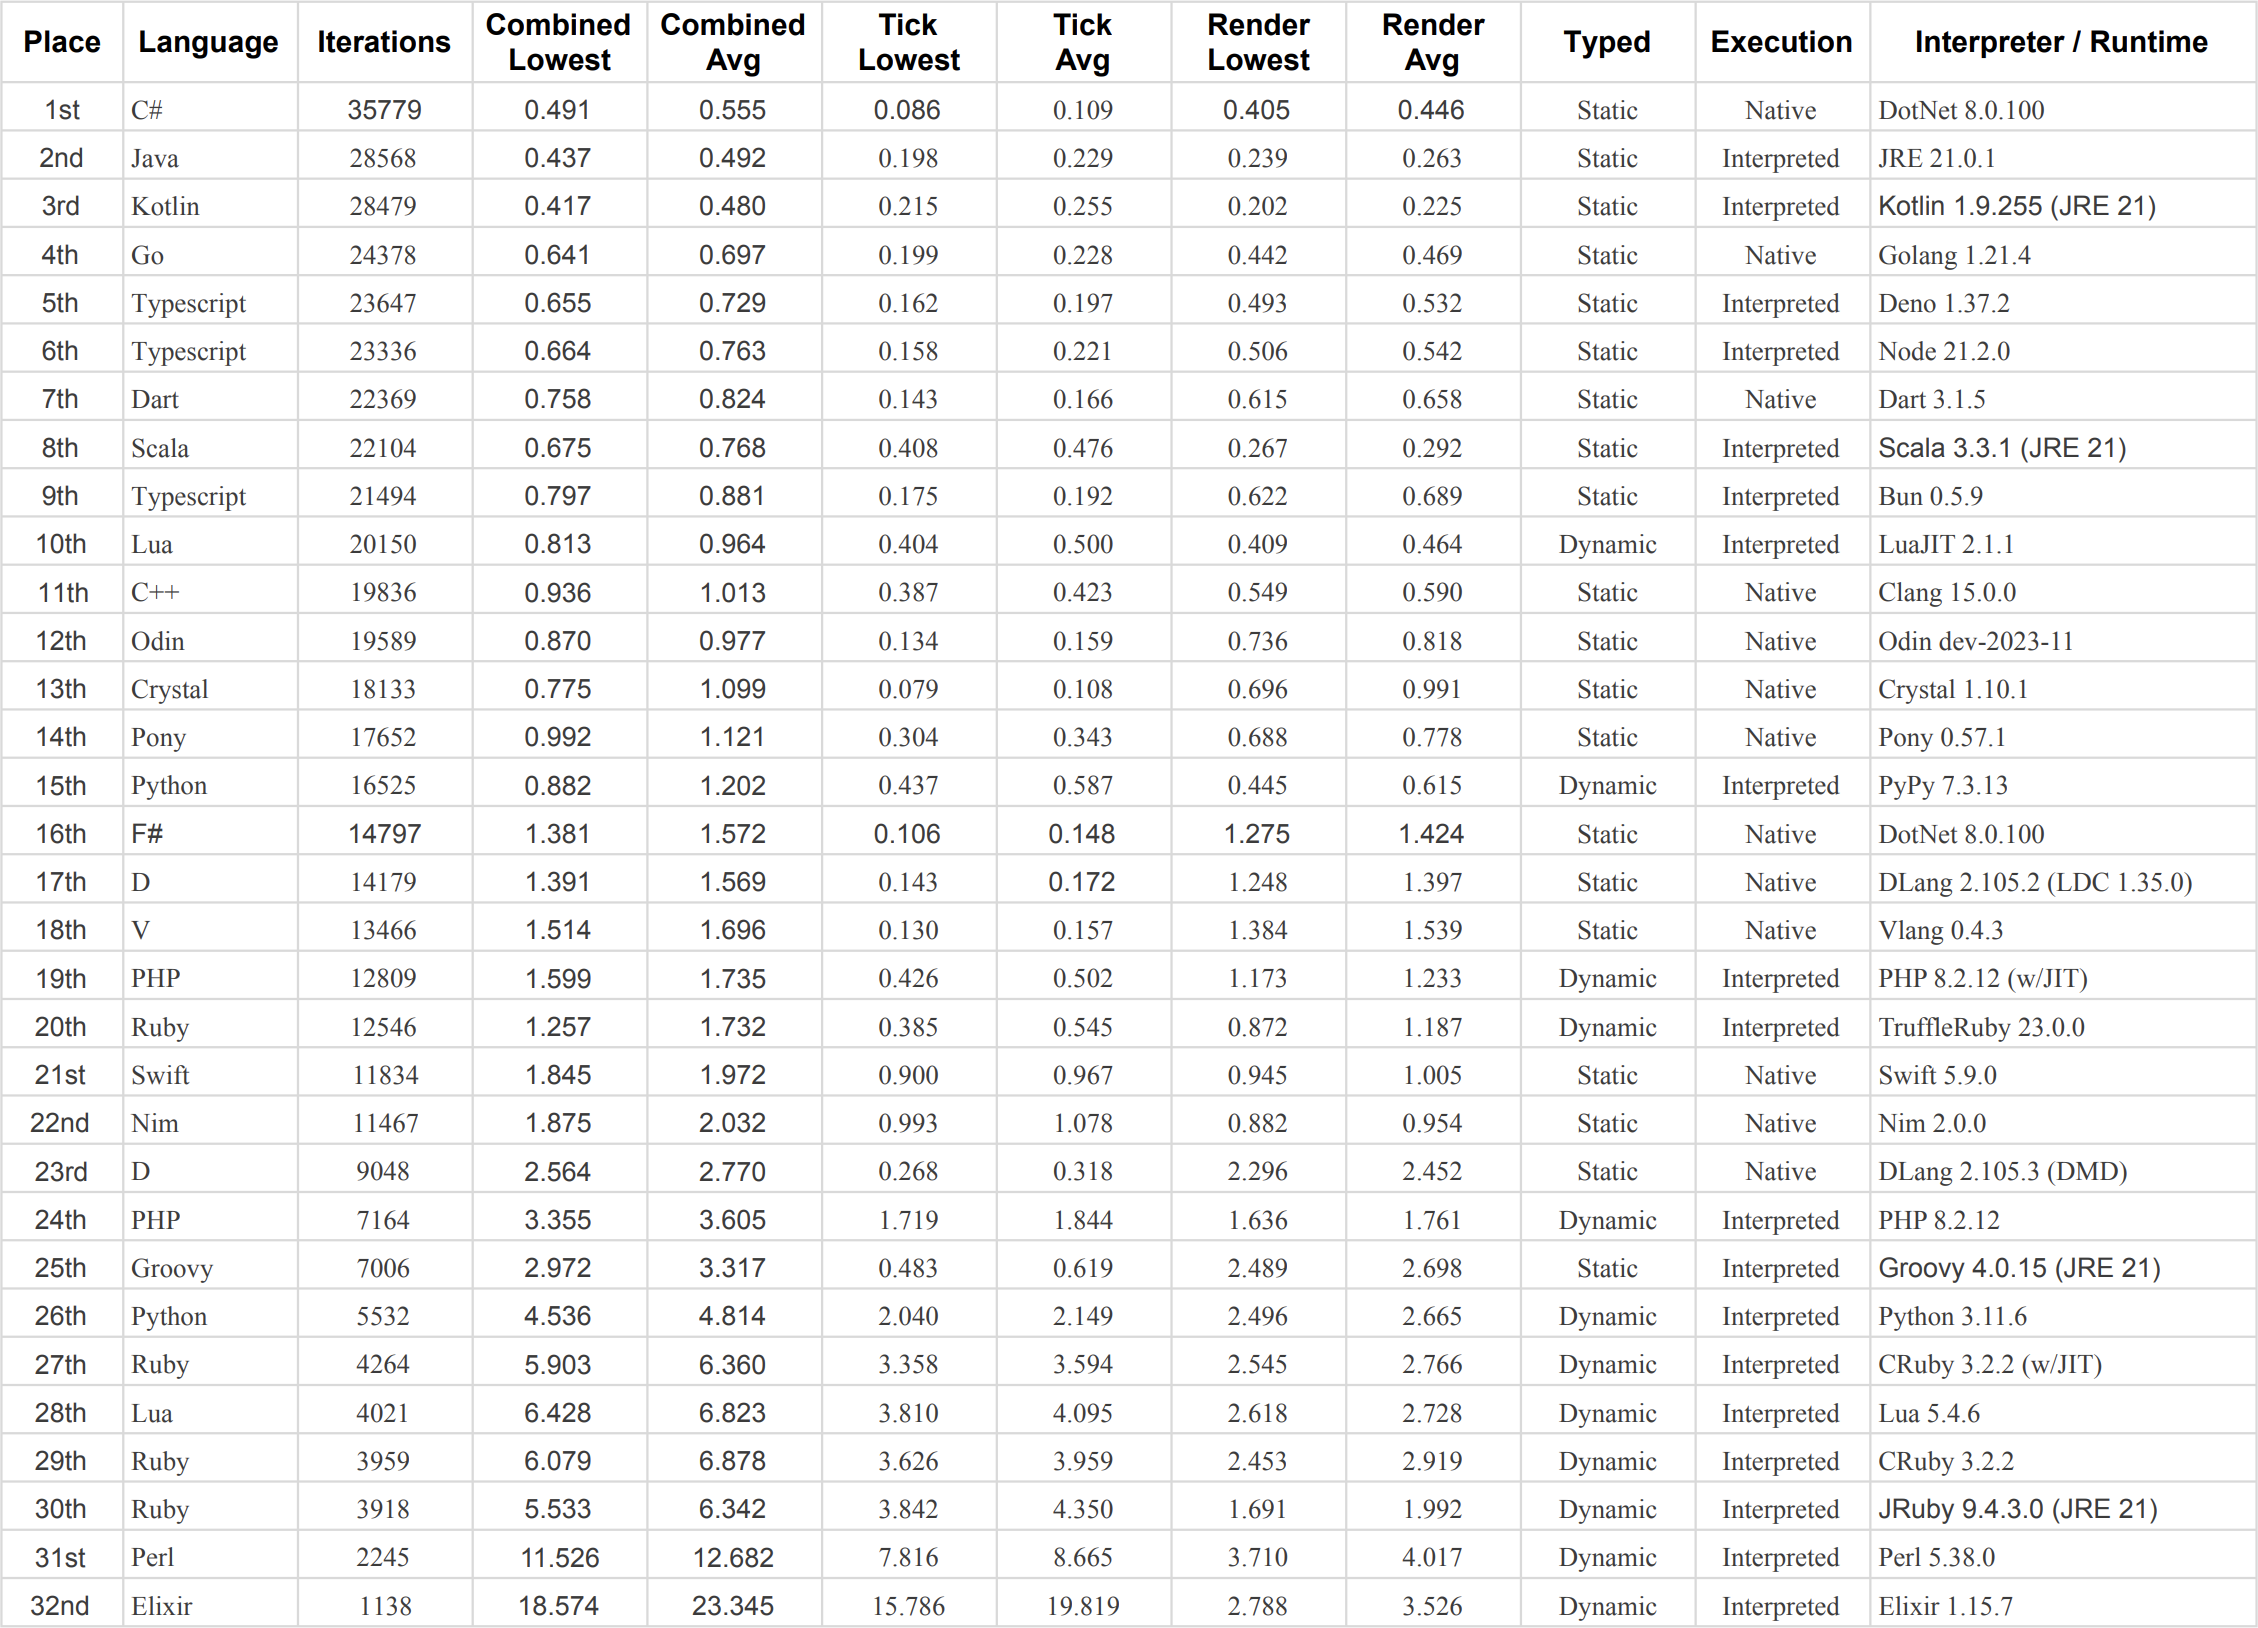 Place Language Iterations Combined Lowest Combined Avg Tick Lowest Tick Avg Render Lowest Render Avg Typed Execution Interpreter / Runtime
1st C# 35779 0.491 0.555 0.086 0.109 0.405 0.446 Static Native DotNet 8.0.100
2nd Java 28568 0.437 0.492 0.198 0.229 0.239 0.263 Static Interpreted JRE 21.0.1
3rd Kotlin 28479 0.417 0.480 0.215 0.255 0.202 0.225 Static Interpreted Kotlin 1.9.255 (JRE 21)
4th Go 24378 0.641 0.697 0.199 0.228 0.442 0.469 Static Native Golang 1.21.4
5th Typescript 23647 0.655 0.729 0.162 0.197 0.493 0.532 Static Interpreted Deno 1.37.2
6th Typescript 23336 0.664 0.763 0.158 0.221 0.506 0.542 Static Interpreted Node 21.2.0
7th Dart 22369 0.758 0.824 0.143 0.166 0.615 0.658 Static Native Dart 3.1.5
8th Scala 22104 0.675 0.768 0.408 0.476 0.267 0.292 Static Interpreted Scala 3.3.1 (JRE 21)
9th Typescript 21494 0.797 0.881 0.175 0.192 0.622 0.689 Static Interpreted Bun 0.5.9
10th Lua 20150 0.813 0.964 0.404 0.500 0.409 0.464 Dynamic Interpreted LuaJIT 2.1.1
11th C++ 19836 0.936 1.013 0.387 0.423 0.549 0.590 Static Native Clang 15.0.0
12th Odin 19589 0.870 0.977 0.134 0.159 0.736 0.818 Static Native Odin dev-2023-11
13th Crystal 18133 0.775 1.099 0.079 0.108 0.696 0.991 Static Native Crystal 1.10.1
14th Pony 17652 0.992 1.121 0.304 0.343 0.688 0.778 Static Native Pony 0.57.1
15th Python 16525 0.882 1.202 0.437 0.587 0.445 0.615 Dynamic Interpreted PyPy 7.3.13
16th F# 14797 1.381 1.572 0.106 0.148 1.275 1.424 Static Native DotNet 8.0.100
17th D 14179 1.391 1.569 0.143 0.172 1.248 1.397 Static Native DLang 2.105.2 (LDC 1.35.0)
18th V 13466 1.514 1.696 0.130 0.157 1.384 1.539 Static Native Vlang 0.4.3
19th PHP 12809 1.599 1.735 0.426 0.502 1.173 1.233 Dynamic Interpreted PHP 8.2.12 (w/JIT)
20th Ruby 12546 1.257 1.732 0.385 0.545 0.872 1.187 Dynamic Interpreted TruffleRuby 23.0.0
21st Swift 11834 1.845 1.972 0.900 0.967 0.945 1.005 Static Native Swift 5.9.0
22nd Nim 11467 1.875 2.032 0.993 1.078 0.882 0.954 Static Native Nim 2.0.0
23rd D 9048 2.564 2.770 0.268 0.318 2.296 2.452 Static Native DLang 2.105.3 (DMD)
24th PHP 7164 3.355 3.605 1.719 1.844 1.636 1.761 Dynamic Interpreted PHP 8.2.12
25th Groovy 7006 2.972 3.317 0.483 0.619 2.489 2.698 Static Interpreted Groovy 4.0.15 (JRE 21)
26th Python 5532 4.536 4.814 2.040 2.149 2.496 2.665 Dynamic Interpreted Python 3.11.6
27th Ruby 4264 5.903 6.360 3.358 3.594 2.545 2.766 Dynamic Interpreted CRuby 3.2.2 (w/JIT)
28th Lua 4021 6.428 6.823 3.810 4.095 2.618 2.728 Dynamic Interpreted Lua 5.4.6
29th Ruby 3959 6.079 6.878 3.626 3.959 2.453 2.919 Dynamic Interpreted CRuby 3.2.2
30th Ruby 3918 5.533 6.342 3.842 4.350 1.691 1.992 Dynamic Interpreted JRuby 9.4.3.0 (JRE 21)
31st Perl 2245 11.526 12.682 7.816 8.665 3.710 4.017 Dynamic Interpreted Perl 5.38.0
32nd Elixir 1138 18.574 23.345 15.786 19.819 2.788 3.526 Dynamic Interpreted Elixir 1.15.7